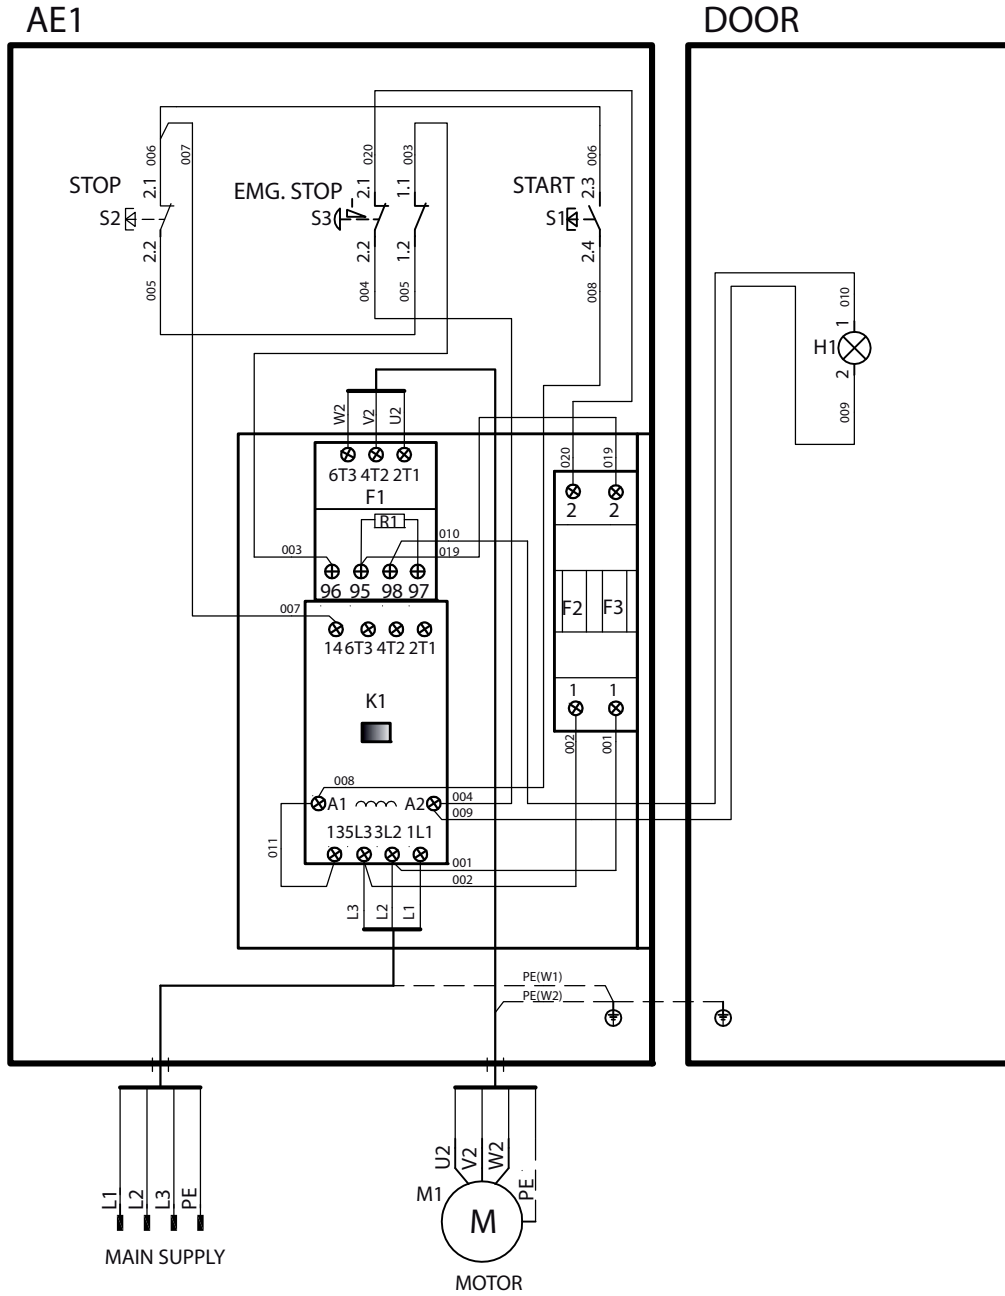 AE1
DOOR
006
007
020
003
006
STOP
2.1
EMG. STOP
2.1
1.1
START
2.3
S2
S3
S1
2.2
2.2
1.2
2.4
005
004
005
008
010
1
H1
2
009
W2
V2
U2
6T3 4T2 2T1
F1
020
019
2
2
R1
010
003
019
96 95 98 97
F2
F3
007
14 6T3 4T2 2T1
K1
1
1
002
001
008
A1
A2
004
009
13 5L3 3L2 1L1
011
001
002
L3
L2
L1
PE(W1)
PE(W2)
L1
L2
L3
PE
U2
V2
W2
PE
M1
M
MAIN SUPPLY
MOTOR